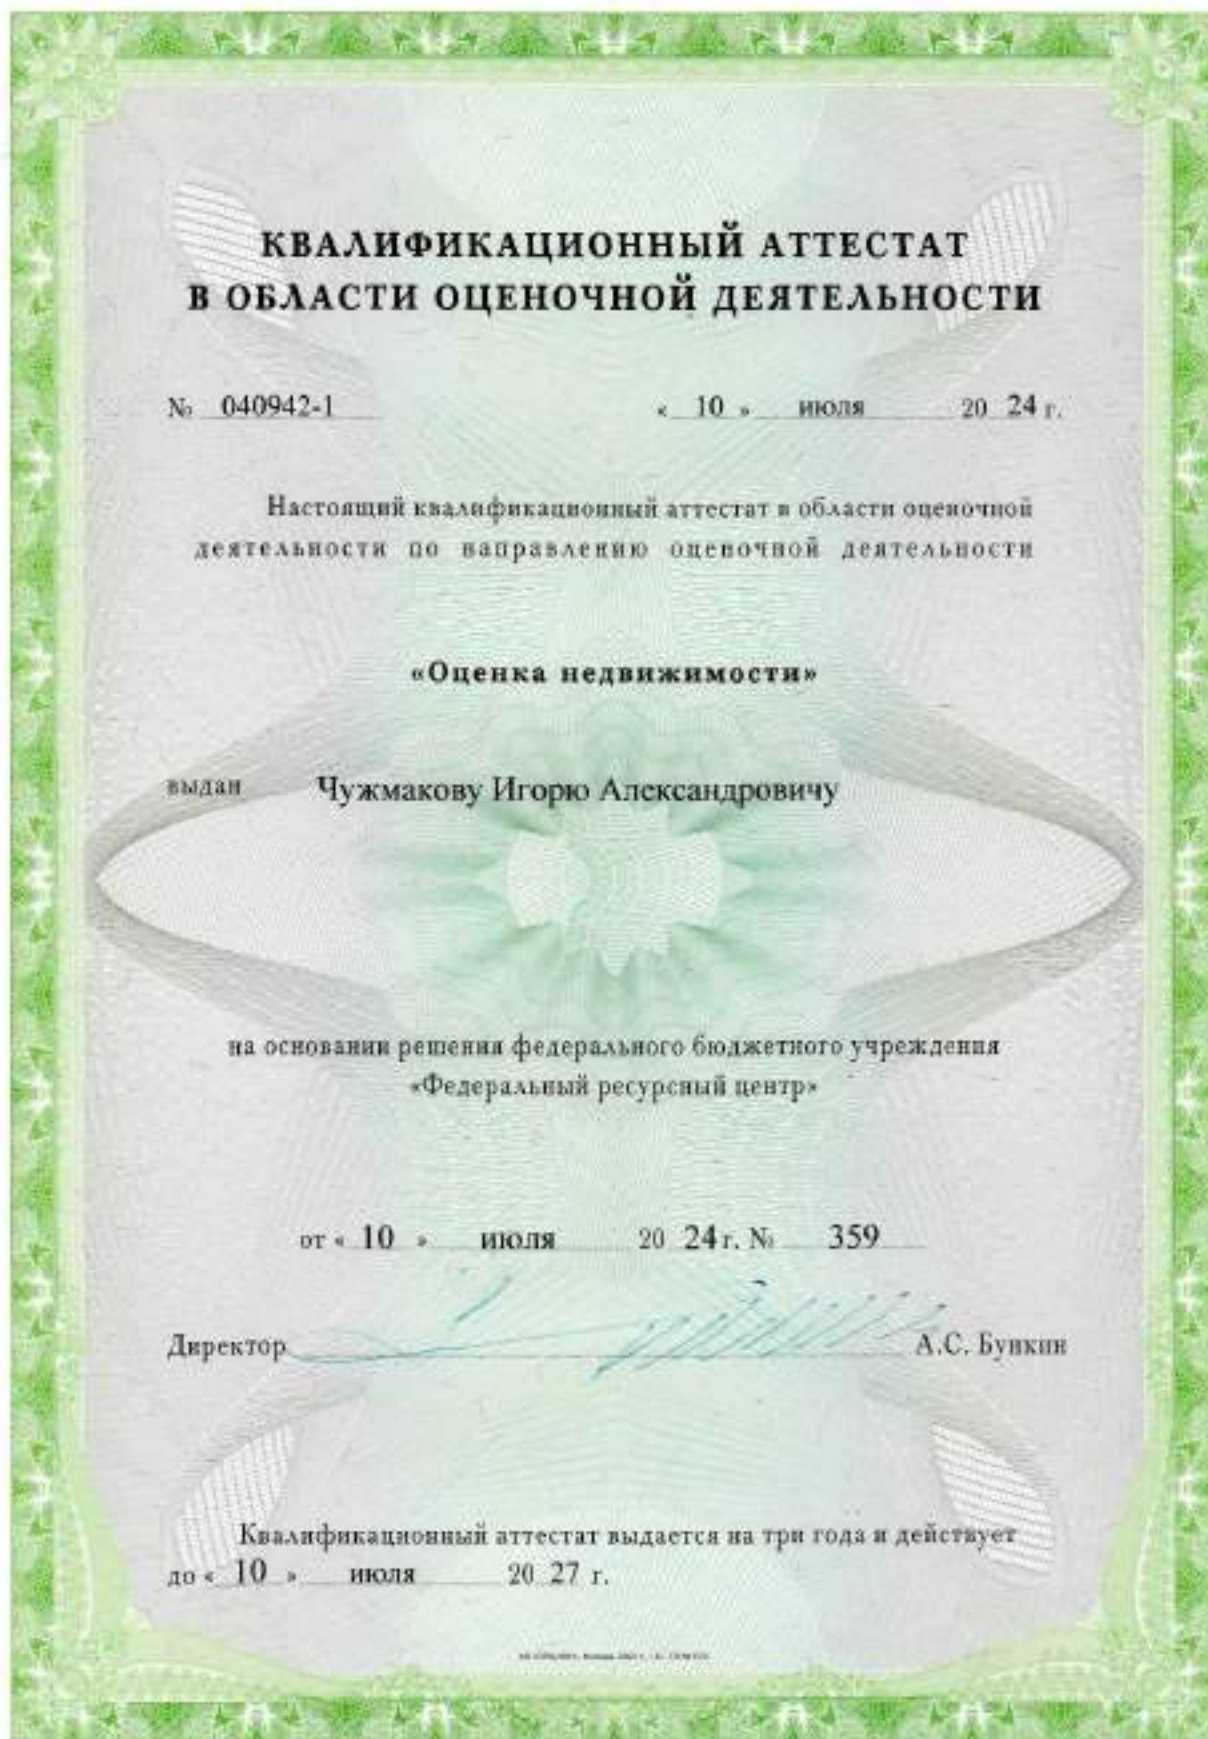 КВАЛИФИКАЦИОННЫЙ АТТЕСТАТ
В ОБЛАСТИ ОЦЕНОЧНОЙ ДЕЯТЕЛЬНОСТИ
№ 040942-1 « 10 » июля 20 24 г.
Настоящий квалификационный аттестат в области оценочной
деятельности по направлению оценочной деятельности
«Оценка недвижимости»
выдан Чужмакову Игорю Александровичу
на основании решения федерального бюджетного учреждения
«Федеральный ресурсный центр»
от « 10 » июля 20 24 г. № 359
Директор А.С. Бункин
Квалификационный аттестат выдается на три года и действует
до « 10 » июля 20 27 г.